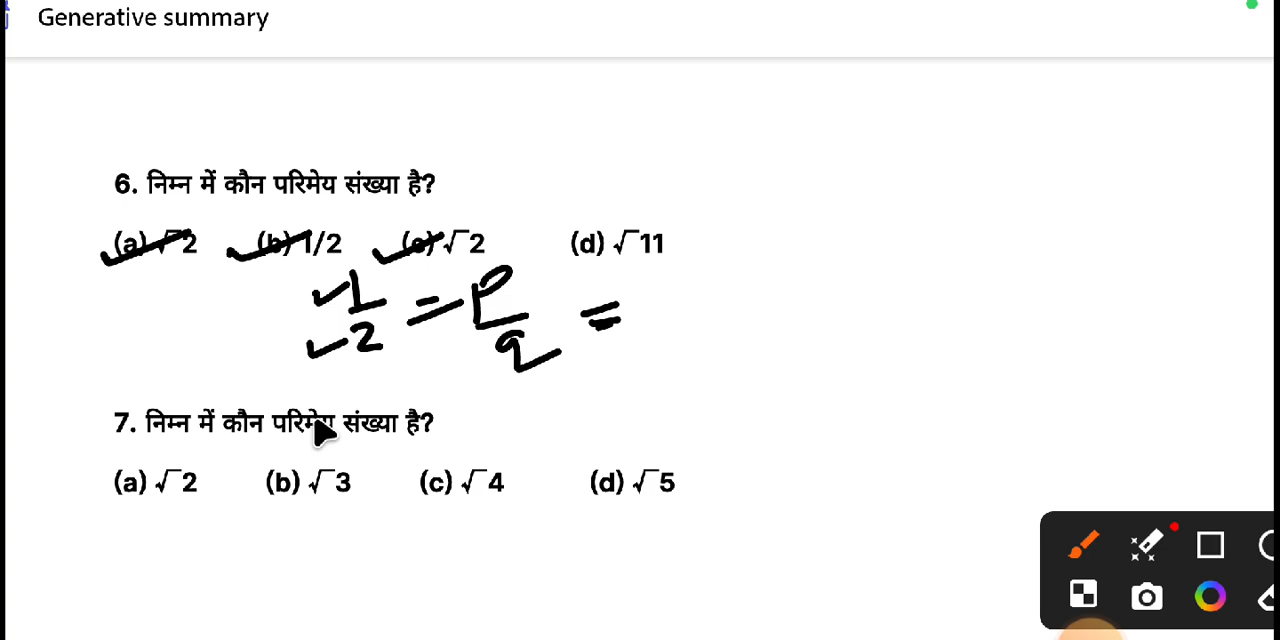 Generative summary
6. निम्न में कौन परिमेय संख्या है?
(a) √2 (b) 1/2 (c) √2 (d) √11
1/2 = p/q =
7. निम्न में कौन परिमेय संख्या है?
(a) √2 (b) √3 (c) √4 (d) √5